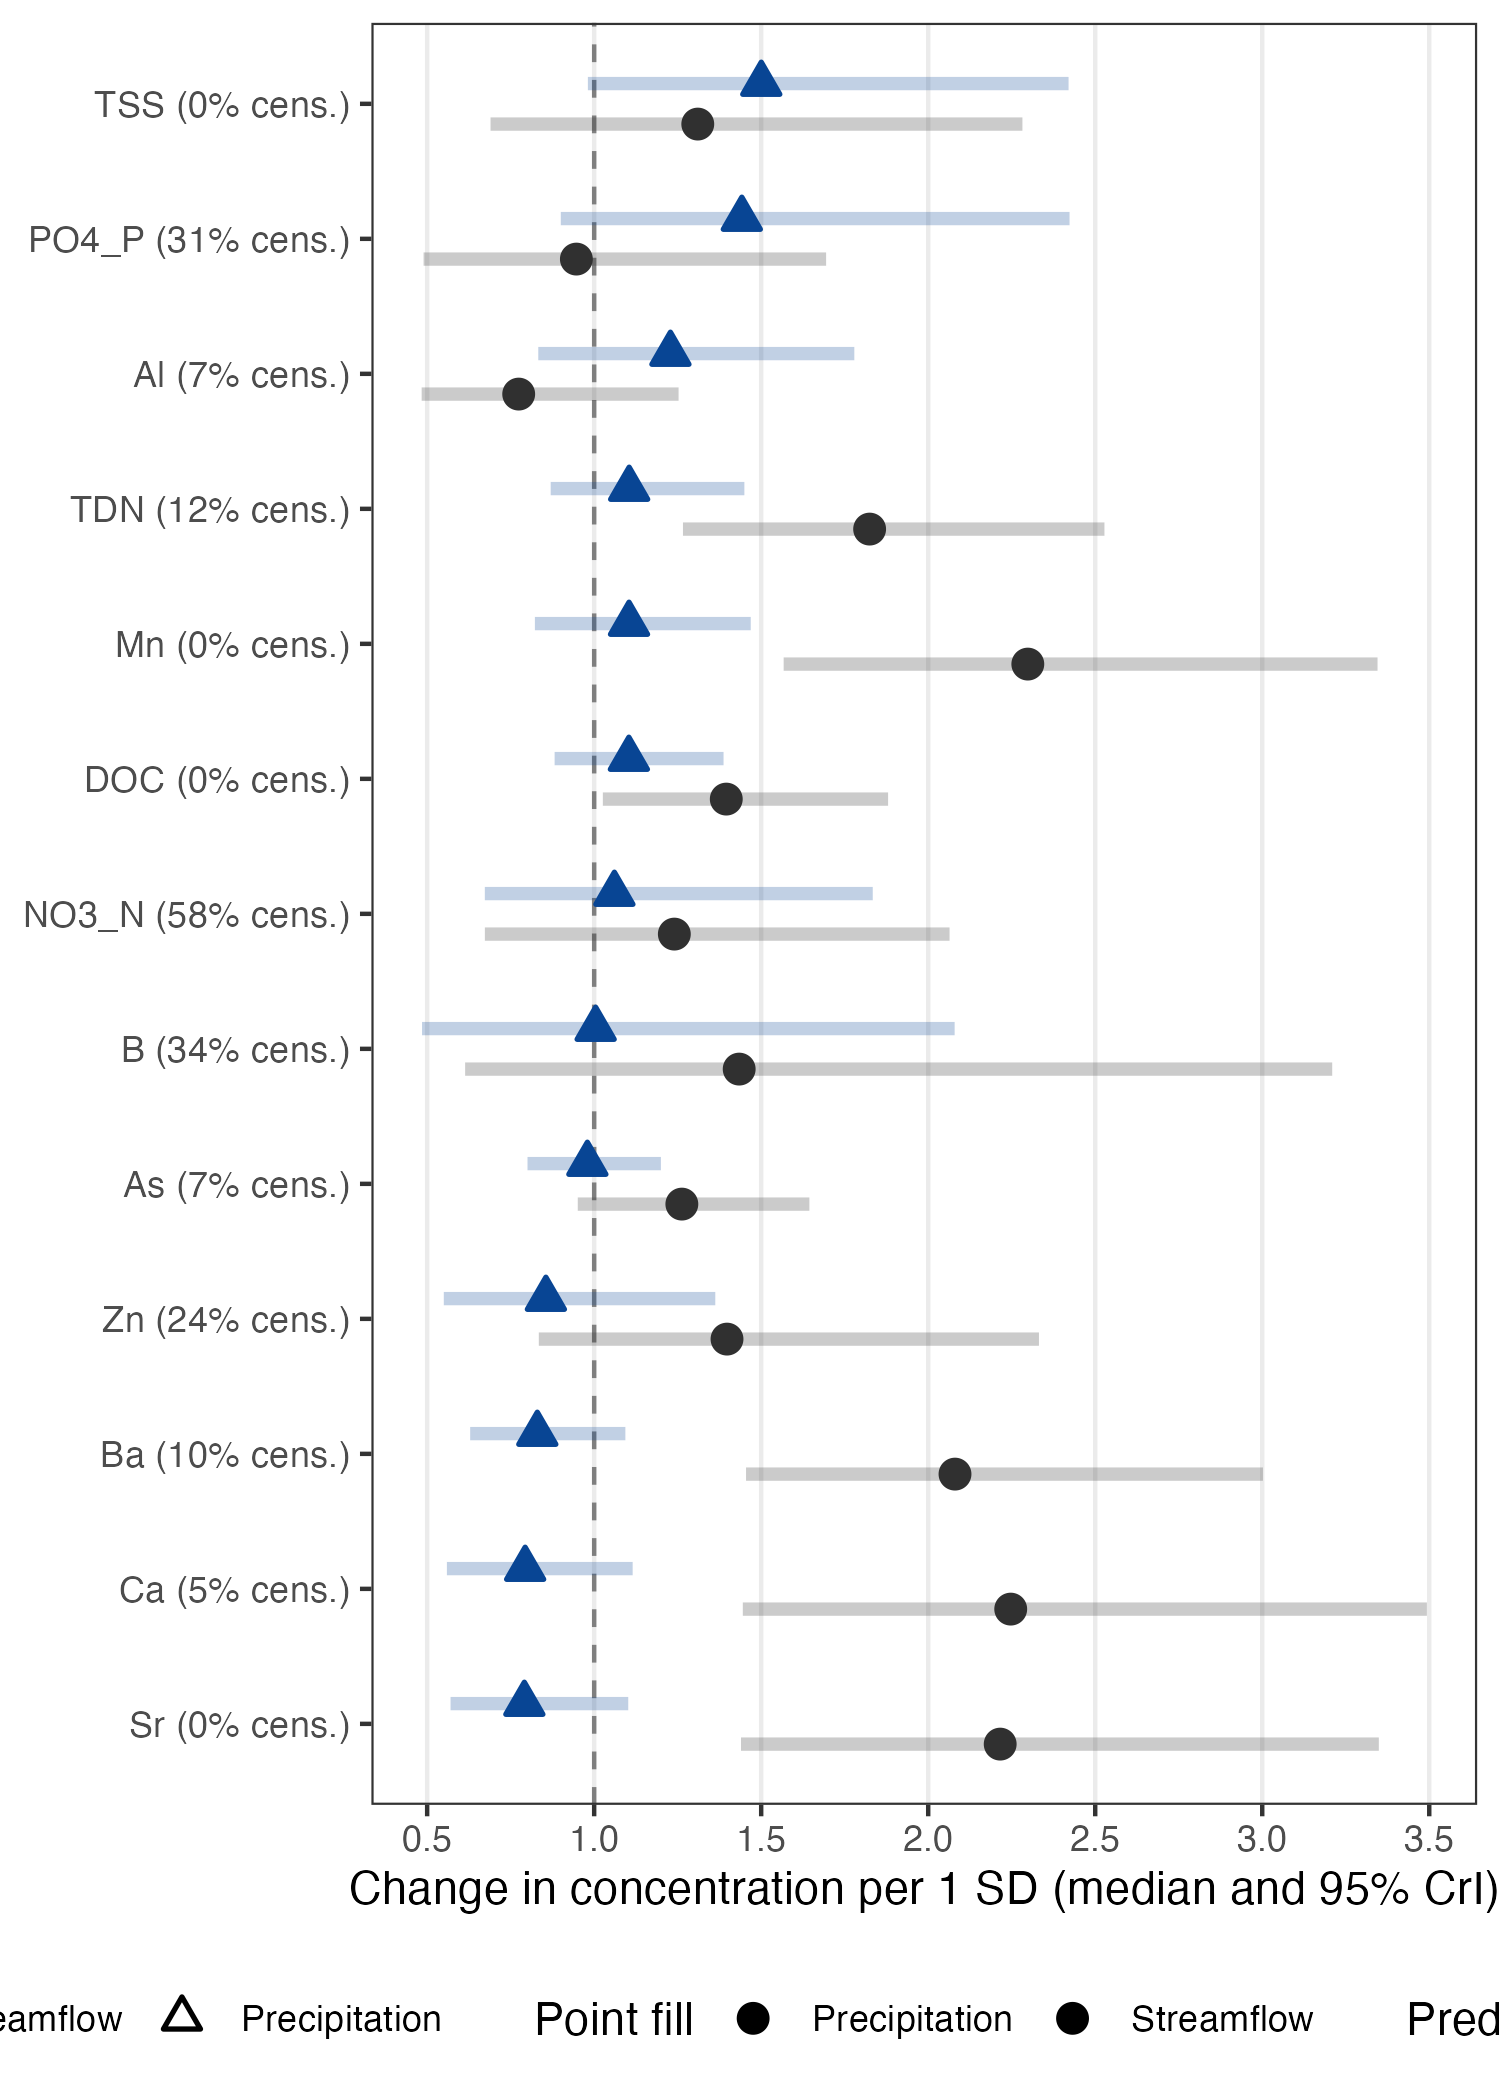 TSS (0% cens.)
PO4_P (31% cens.)
Al (7% cens.)
TDN (12% cens.)
Mn (0% cens.)
DOC (0% cens.)
NO3_N (58% cens.)
B (34% cens.)
As (7% cens.)
Zn (24% cens.)
Ba (10% cens.)
Ca (5% cens.)
Sr (0% cens.)
0.5 1.0 1.5 2.0 2.5 3.0 3.5
Change in concentration per 1 SD (median and 95% CrI)
eamflow Precipitation Point fill Precipitation Streamflow Pred